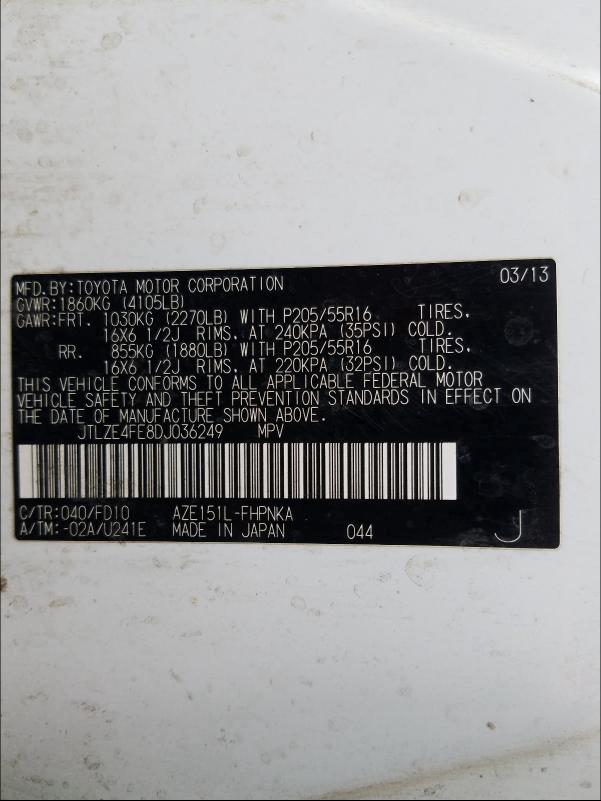 MFD.BY:TOYOTA MOTOR CORPORATION 03/13
GVWR:1860KG (4105LB)
GAWR:FRT. 1030KG (2270LB) WITH P205/55R16 TIRES,
16X6 1/2J RIMS, AT 240KPA (35PSI) COLD.
RR. 855KG (1880LB) WITH P205/55R16 TIRES,
16X6 1/2J RIMS, AT 220KPA (32PSI) COLD.
THIS VEHICLE CONFORMS TO ALL APPLICABLE FEDERAL MOTOR
VEHICLE SAFETY AND THEFT PREVENTION STANDARDS IN EFFECT ON
THE DATE OF MANUFACTURE SHOWN ABOVE.
JTLZE4FE8DJ036249 MPV
C/TR:040/FD10 AZE151L-FHPNKA
A/TM:-02A/U241E MADE IN JAPAN 044 J